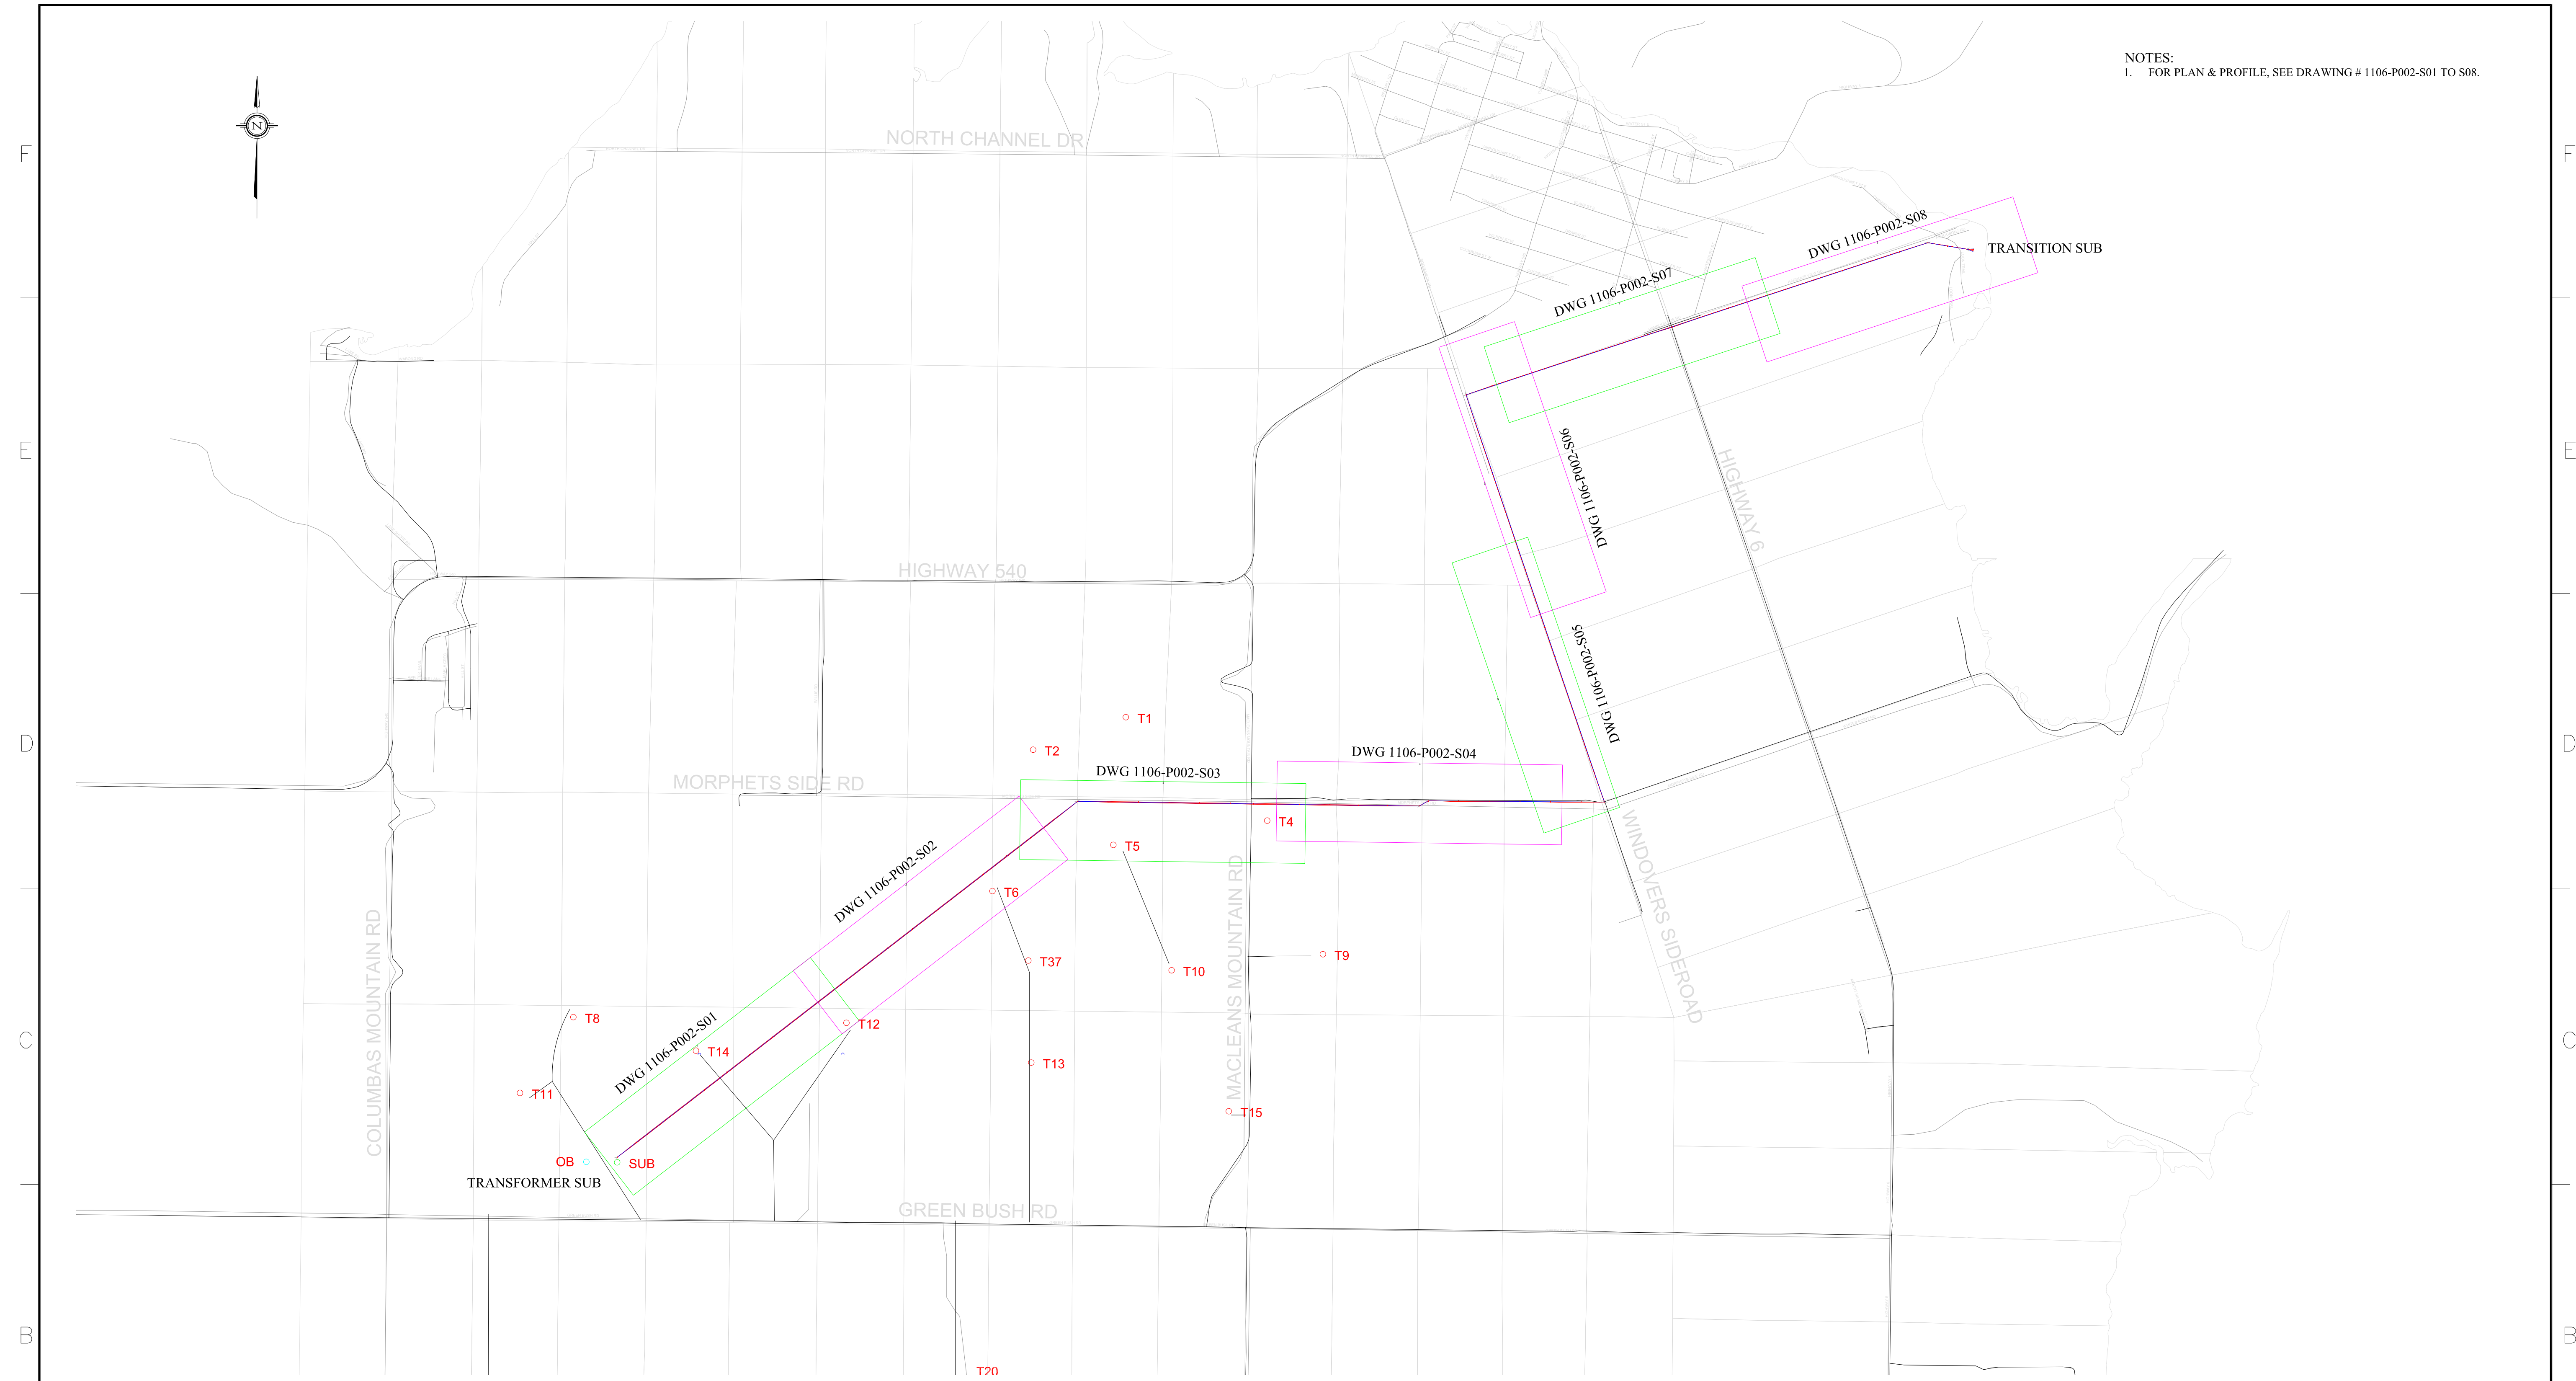 NOTES:
1. FOR PLAN & PROFILE, SEE DRAWING # 1106-P002-S01 TO S08.
N
NORTH CHANNEL DR
F
F
DWG 1106-P002-S08
TRANSITION SUB
DWG 1106-P002-S07
E
E
DWG 1106-P002-S06
HIGHWAY 6
HIGHWAY 540
DWG 1106-P002-S05
T1
T2
D
D
DWG 1106-P002-S04
DWG 1106-P002-S03
MORPHETS SIDE RD
T4
T5
DWG 1106-P002-S02
T6
WINDOVERS SIDEROAD
MACLEANS MOUNTAIN RD
COLUMBAS MOUNTAIN RD
T9
T37
T10
T8
T12
DWG 1106-P002-S01
C
C
T14
T13
T11
T15
OB
SUB
TRANSFORMER SUB
GREEN BUSH RD
B
B
T20